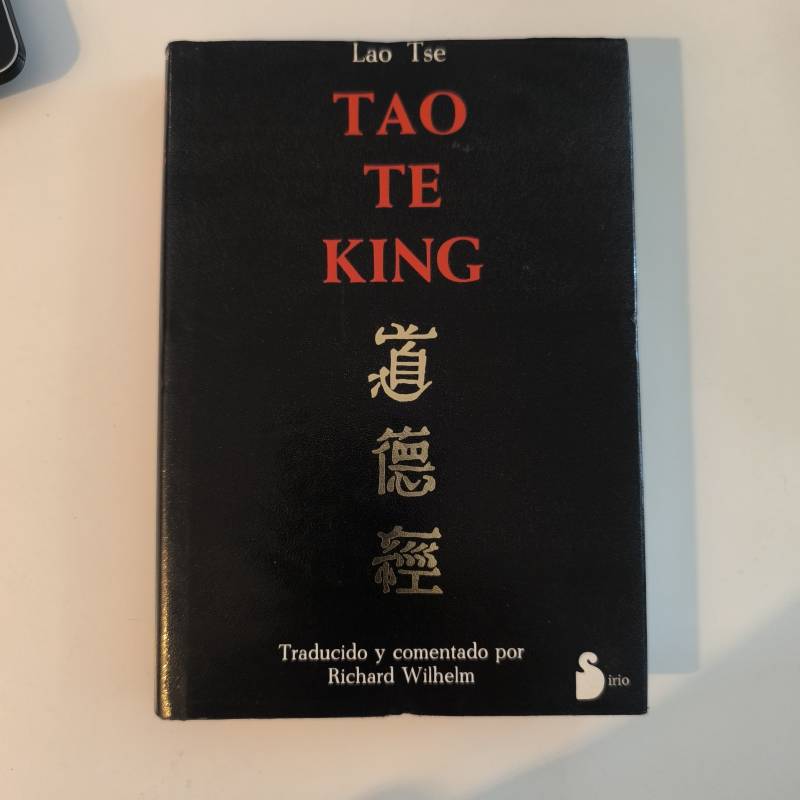 Lao Tse
TAO
TE
KING
道
德
經
Traducido y comentado por
Richard Wilhelm
Sirio